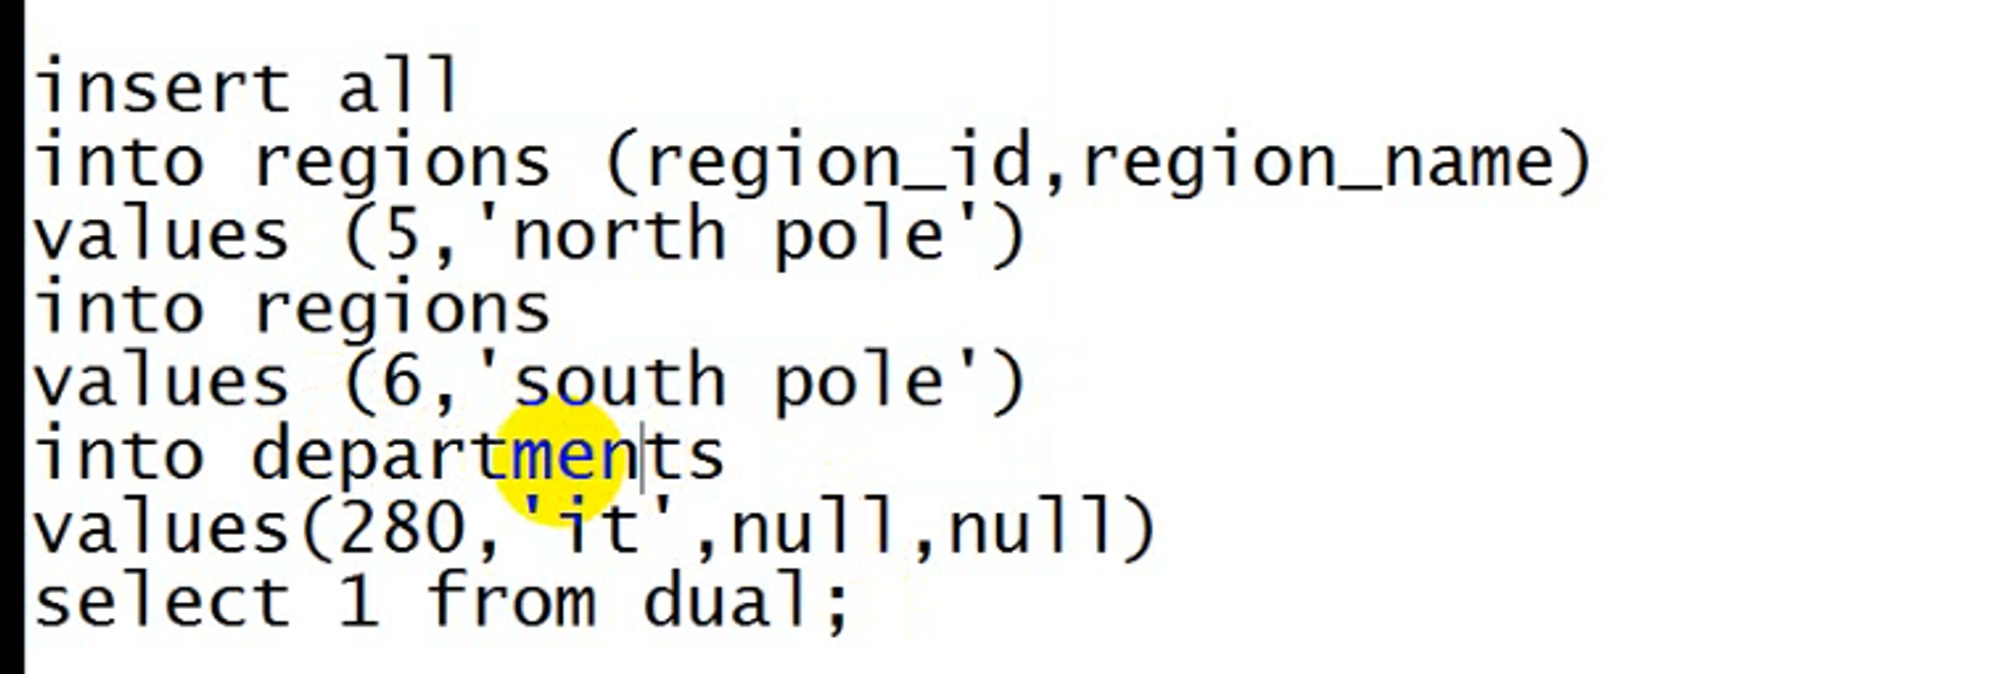 insert all
into regions (region_id,region_name)
values (5,'north pole')
into regions
values (6,'south pole')
into departments
values(280,'it',null,null)
select 1 from dual;